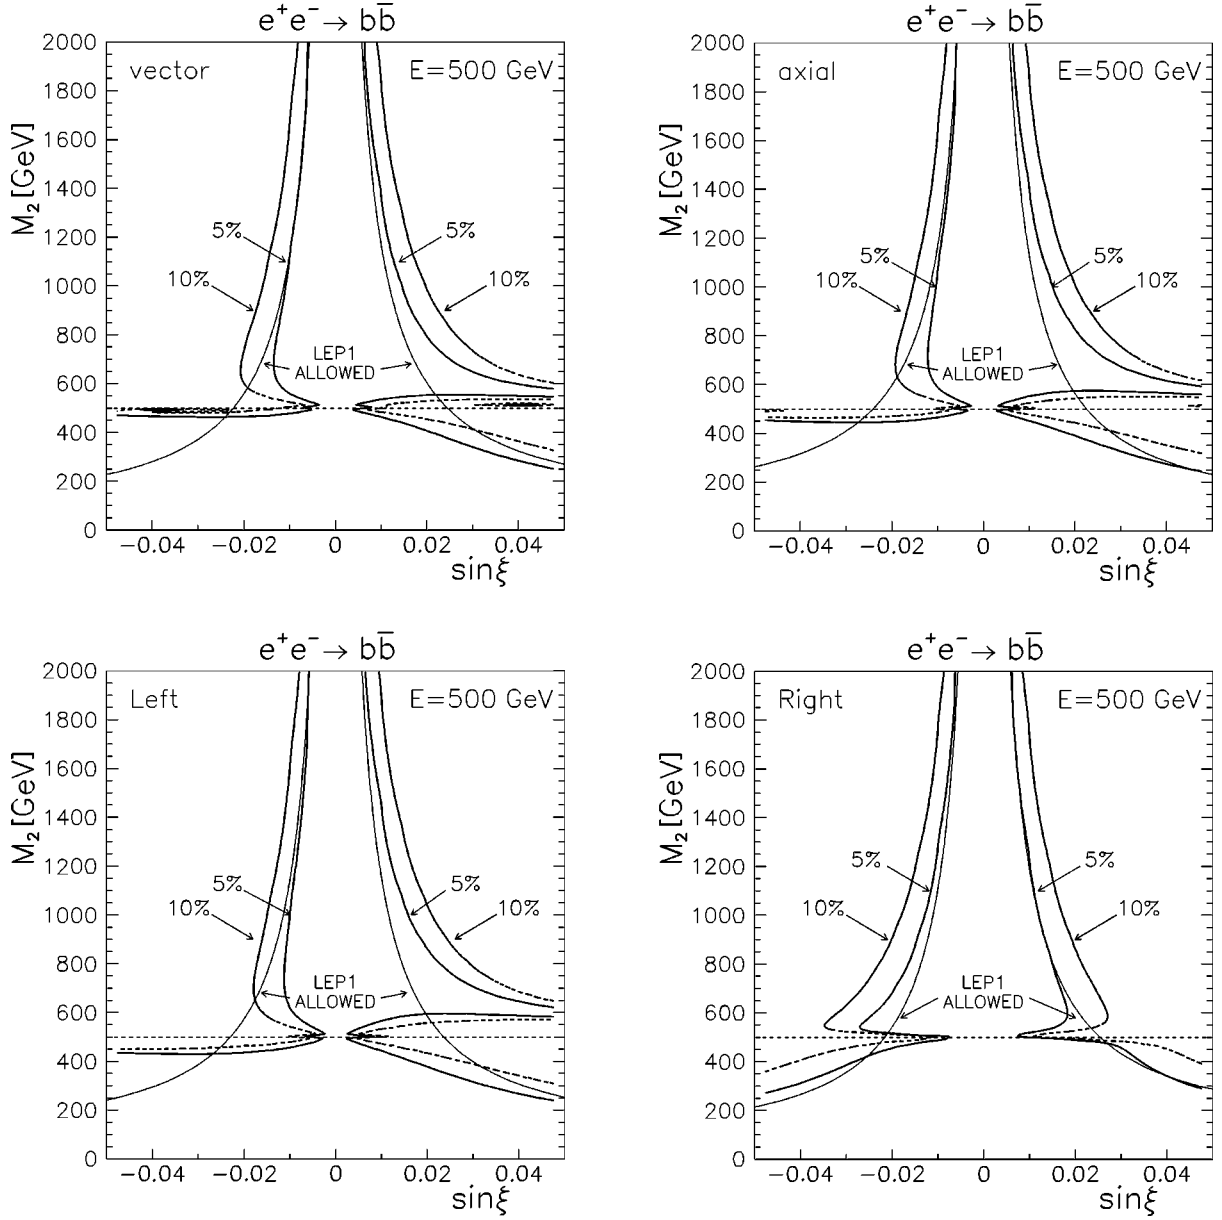 e⁺e⁻→ bb̅
vector
E=500 GeV
M₂ [GeV]
2000
1800
1600
1400
1200
1000
800
600
400
200
0
5%
5%
10%
10%
LEP1
ALLOWED
−0.04
−0.02
0
0.02
0.04
sinξ
e⁺e⁻→ bb̅
axial
E=500 GeV
M₂ [GeV]
2000
1800
1600
1400
1200
1000
800
600
400
200
0
5%
5%
10%
10%
LEP1
ALLOWED
−0.04
−0.02
0
0.02
0.04
sinξ
e⁺e⁻→ bb̅
Left
E=500 GeV
M₂ [GeV]
2000
1800
1600
1400
1200
1000
800
600
400
200
0
5%
5%
10%
10%
LEP1
ALLOWED
−0.04
−0.02
0
0.02
0.04
sinξ
e⁺e⁻→ bb̅
Right
E=500 GeV
M₂ [GeV]
2000
1800
1600
1400
1200
1000
800
600
400
200
0
5%
5%
10%
10%
LEP1
ALLOWED
−0.04
−0.02
0
0.02
0.04
sinξ